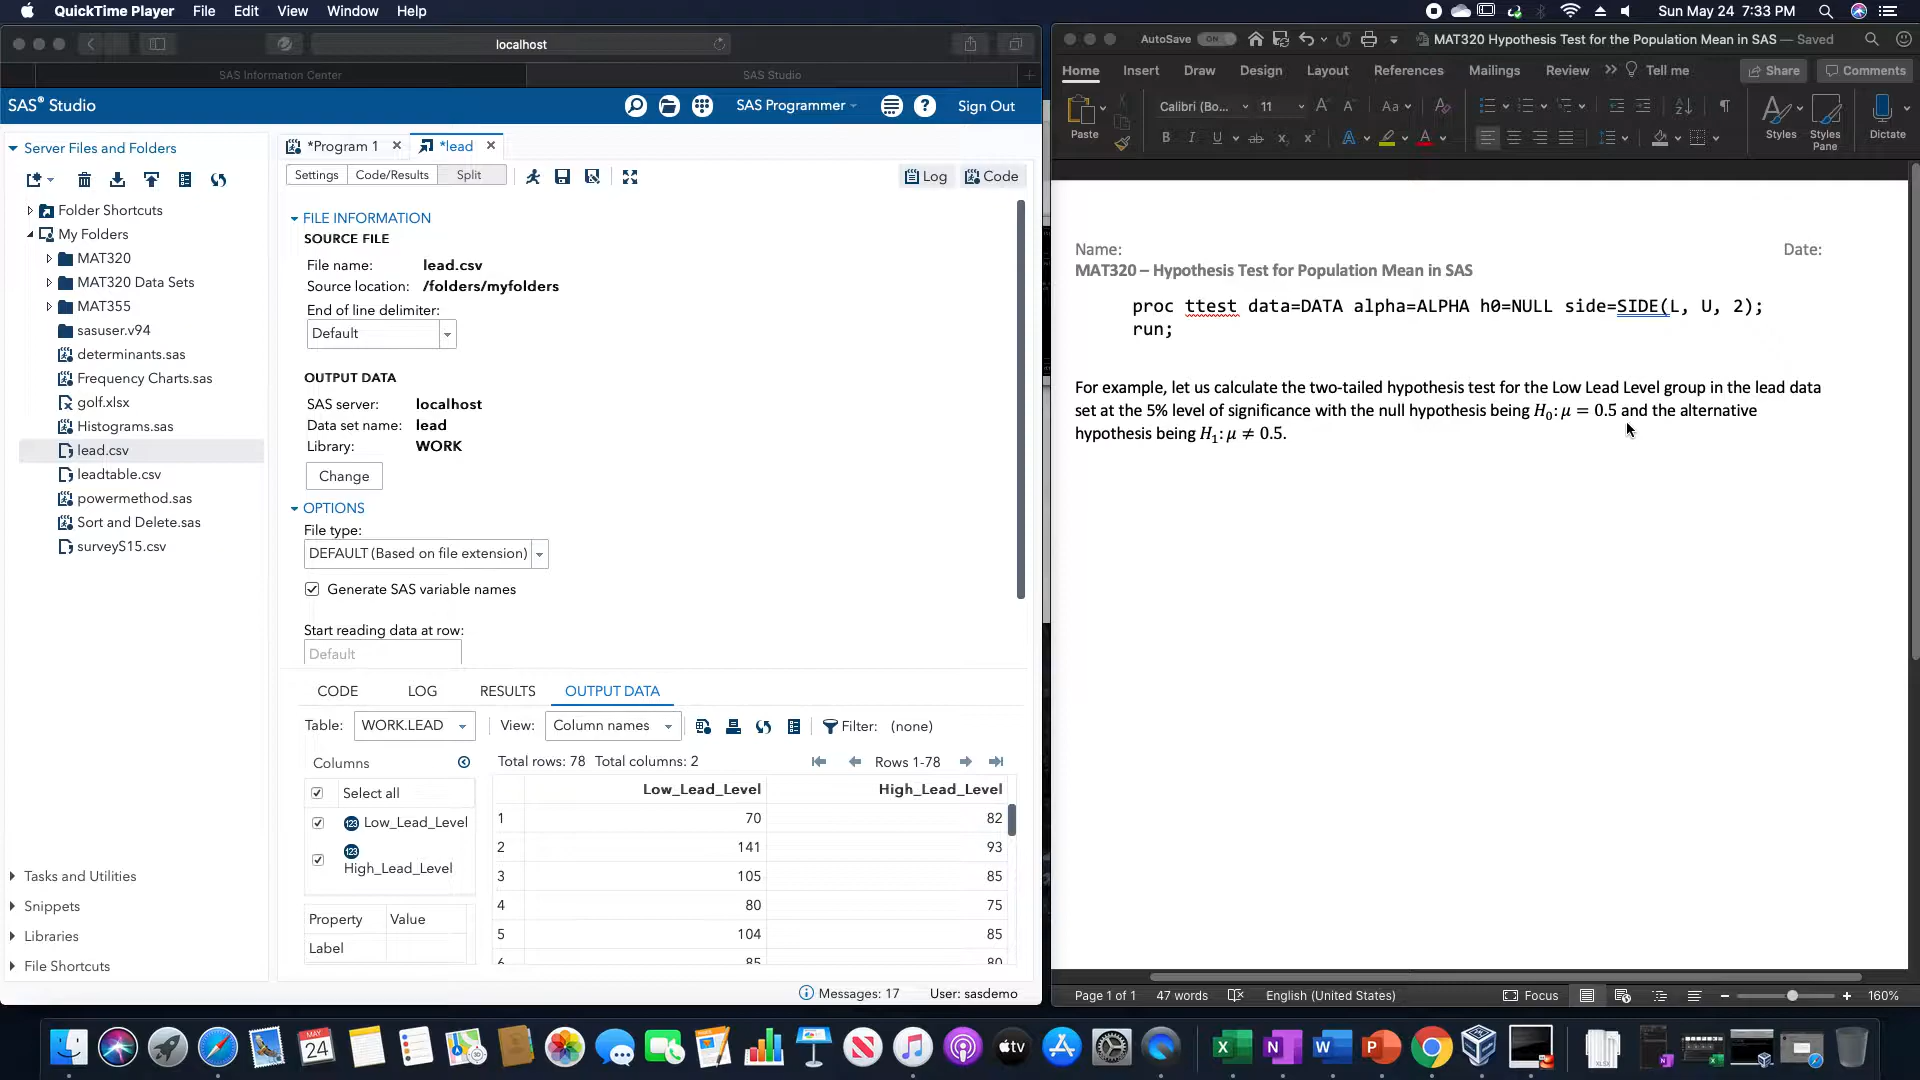 QuickTime Player File Edit View Window Help
Sun May 24 7:33 PM
localhost
SAS Information Center
SAS Studio
SAS® Studio
SAS Programmer
Sign Out
Server Files and Folders
Folder Shortcuts
My Folders
MAT320
MAT320 Data Sets
MAT355
sasuser.v94
determinants.sas
Frequency Charts.sas
golf.xlsx
Histograms.sas
lead.csv
leadtable.csv
powermethod.sas
Sort and Delete.sas
surveyS15.csv
Tasks and Utilities
Snippets
Libraries
File Shortcuts
*Program 1
*lead
Settings Code/Results Split
Log Code
FILE INFORMATION
SOURCE FILE
File name: lead.csv
Source location: /folders/myfolders
End of line delimiter:
Default
OUTPUT DATA
SAS server: localhost
Data set name: lead
Library: WORK
Change
OPTIONS
File type:
DEFAULT (Based on file extension)
Generate SAS variable names
Start reading data at row:
Default
CODE LOG RESULTS OUTPUT DATA
Table: WORK.LEAD View: Column names Filter: (none)
Columns
Total rows: 78 Total columns: 2
Rows 1-78
Select all
Low_Lead_Level
High_Lead_Level
Property Value
Label
Low_Lead_Level High_Lead_Level
1 70 82
2 141 93
3 105 85
4 80 75
5 104 85
6 85 80
Messages: 17 User: sasdemo
AutoSave ON
MAT320 Hypothesis Test for the Population Mean in SAS — Saved
Home Insert Draw Design Layout References Mailings Review Tell me
Share Comments
Paste
Calibri (Bo... 11
Styles
Styles Pane
Dictate
Name: Date:
MAT320 – Hypothesis Test for Population Mean in SAS
proc ttest data=DATA alpha=ALPHA h0=NULL side=SIDE(L, U, 2);
run;
For example, let us calculate the two-tailed hypothesis test for the Low Lead Level group in the lead data
set at the 5% level of significance with the null hypothesis being H₀: μ = 0.5 and the alternative
hypothesis being H₁: μ ≠ 0.5.
Page 1 of 1 47 words English (United States) Focus 160%
MAY
24
tv